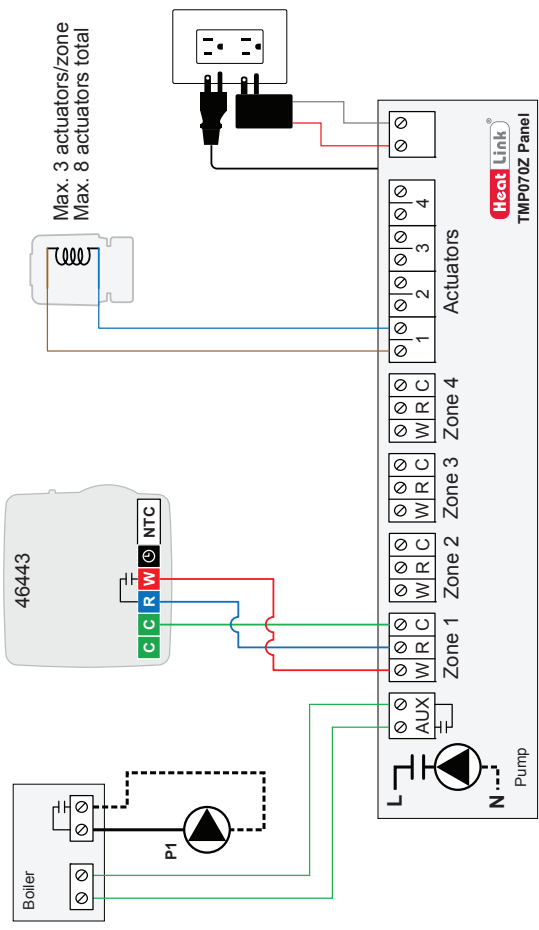 Max. 3 actuators/zone
Max. 8 actuators total
46443
C C R W NTC
Boiler
P1
L
N
Pump
AUX
W R C
Zone 1
W R C
Zone 2
W R C
Zone 3
W R C
Zone 4
1 2 3 4
Actuators
Heat Link®
TMP070Z Panel